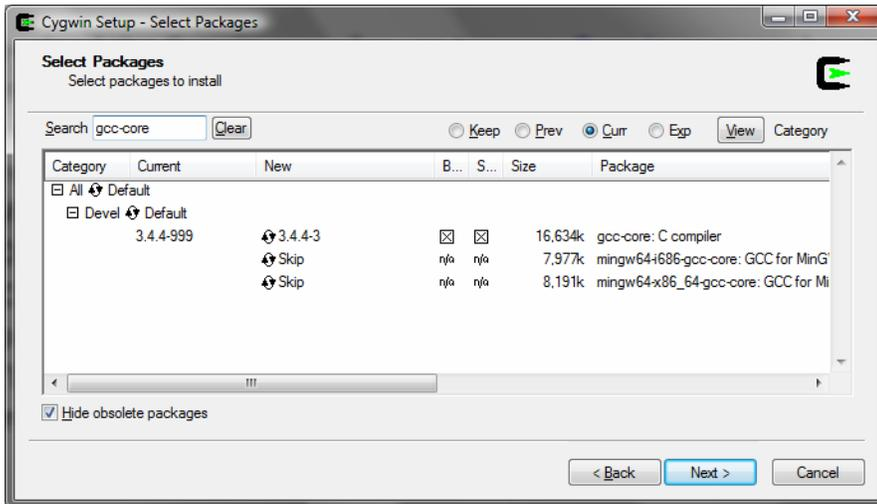 Cygwin Setup - Select Packages
Select Packages
Select packages to install
Search gcc-core Clear Keep Prev Curr Exp View Category
Category Current New B... S... Size Package
All Default
Devel Default
3.4.4-999 3.4.4-3 16,634k gcc-core: C compiler
Skip n/a n/a 7,977k mingw64-i686-gcc-core: GCC for MinG
Skip n/a n/a 8,191k mingw64-x86_64-gcc-core: GCC for Mi
Hide obsolete packages
< Back Next > Cancel